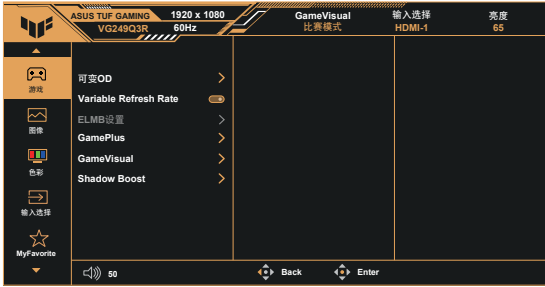 ASUS TUF GAMING 1920 x 1080
VG249Q3R 60Hz
GameVisual
比赛模式
输入选择
HDMI-1
亮度
65
游戏
图像
色彩
输入选择
MyFavorite
可变OD
Variable Refresh Rate
ELMB设置
GamePlus
GameVisual
Shadow Boost
50
Back
Enter